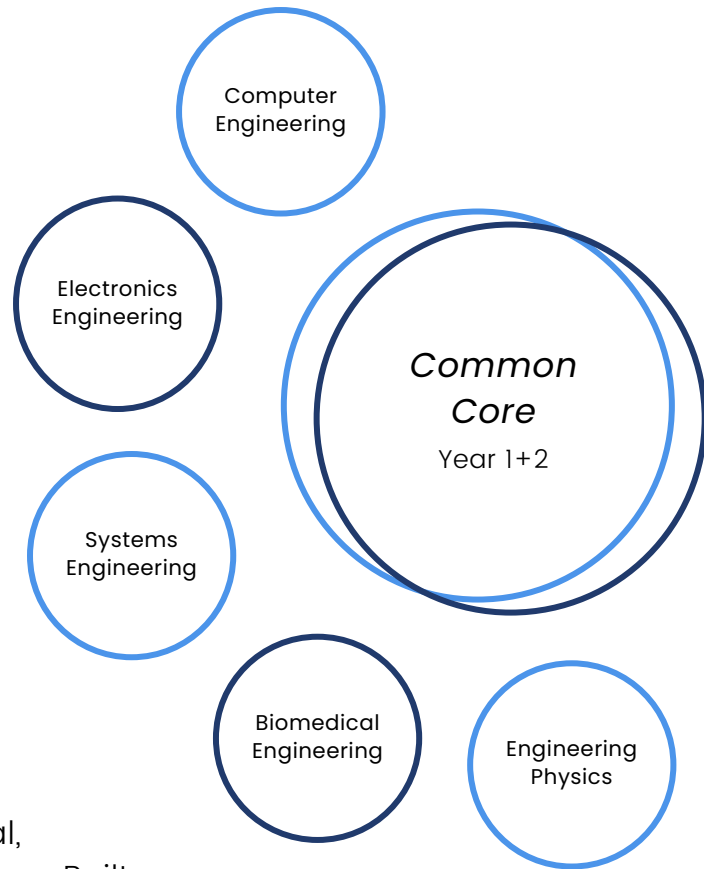 Computer
Engineering
Electronics
Engineering
Common
Core
Year 1+2
Systems
Engineering
Biomedical
Engineering
Engineering
Physics